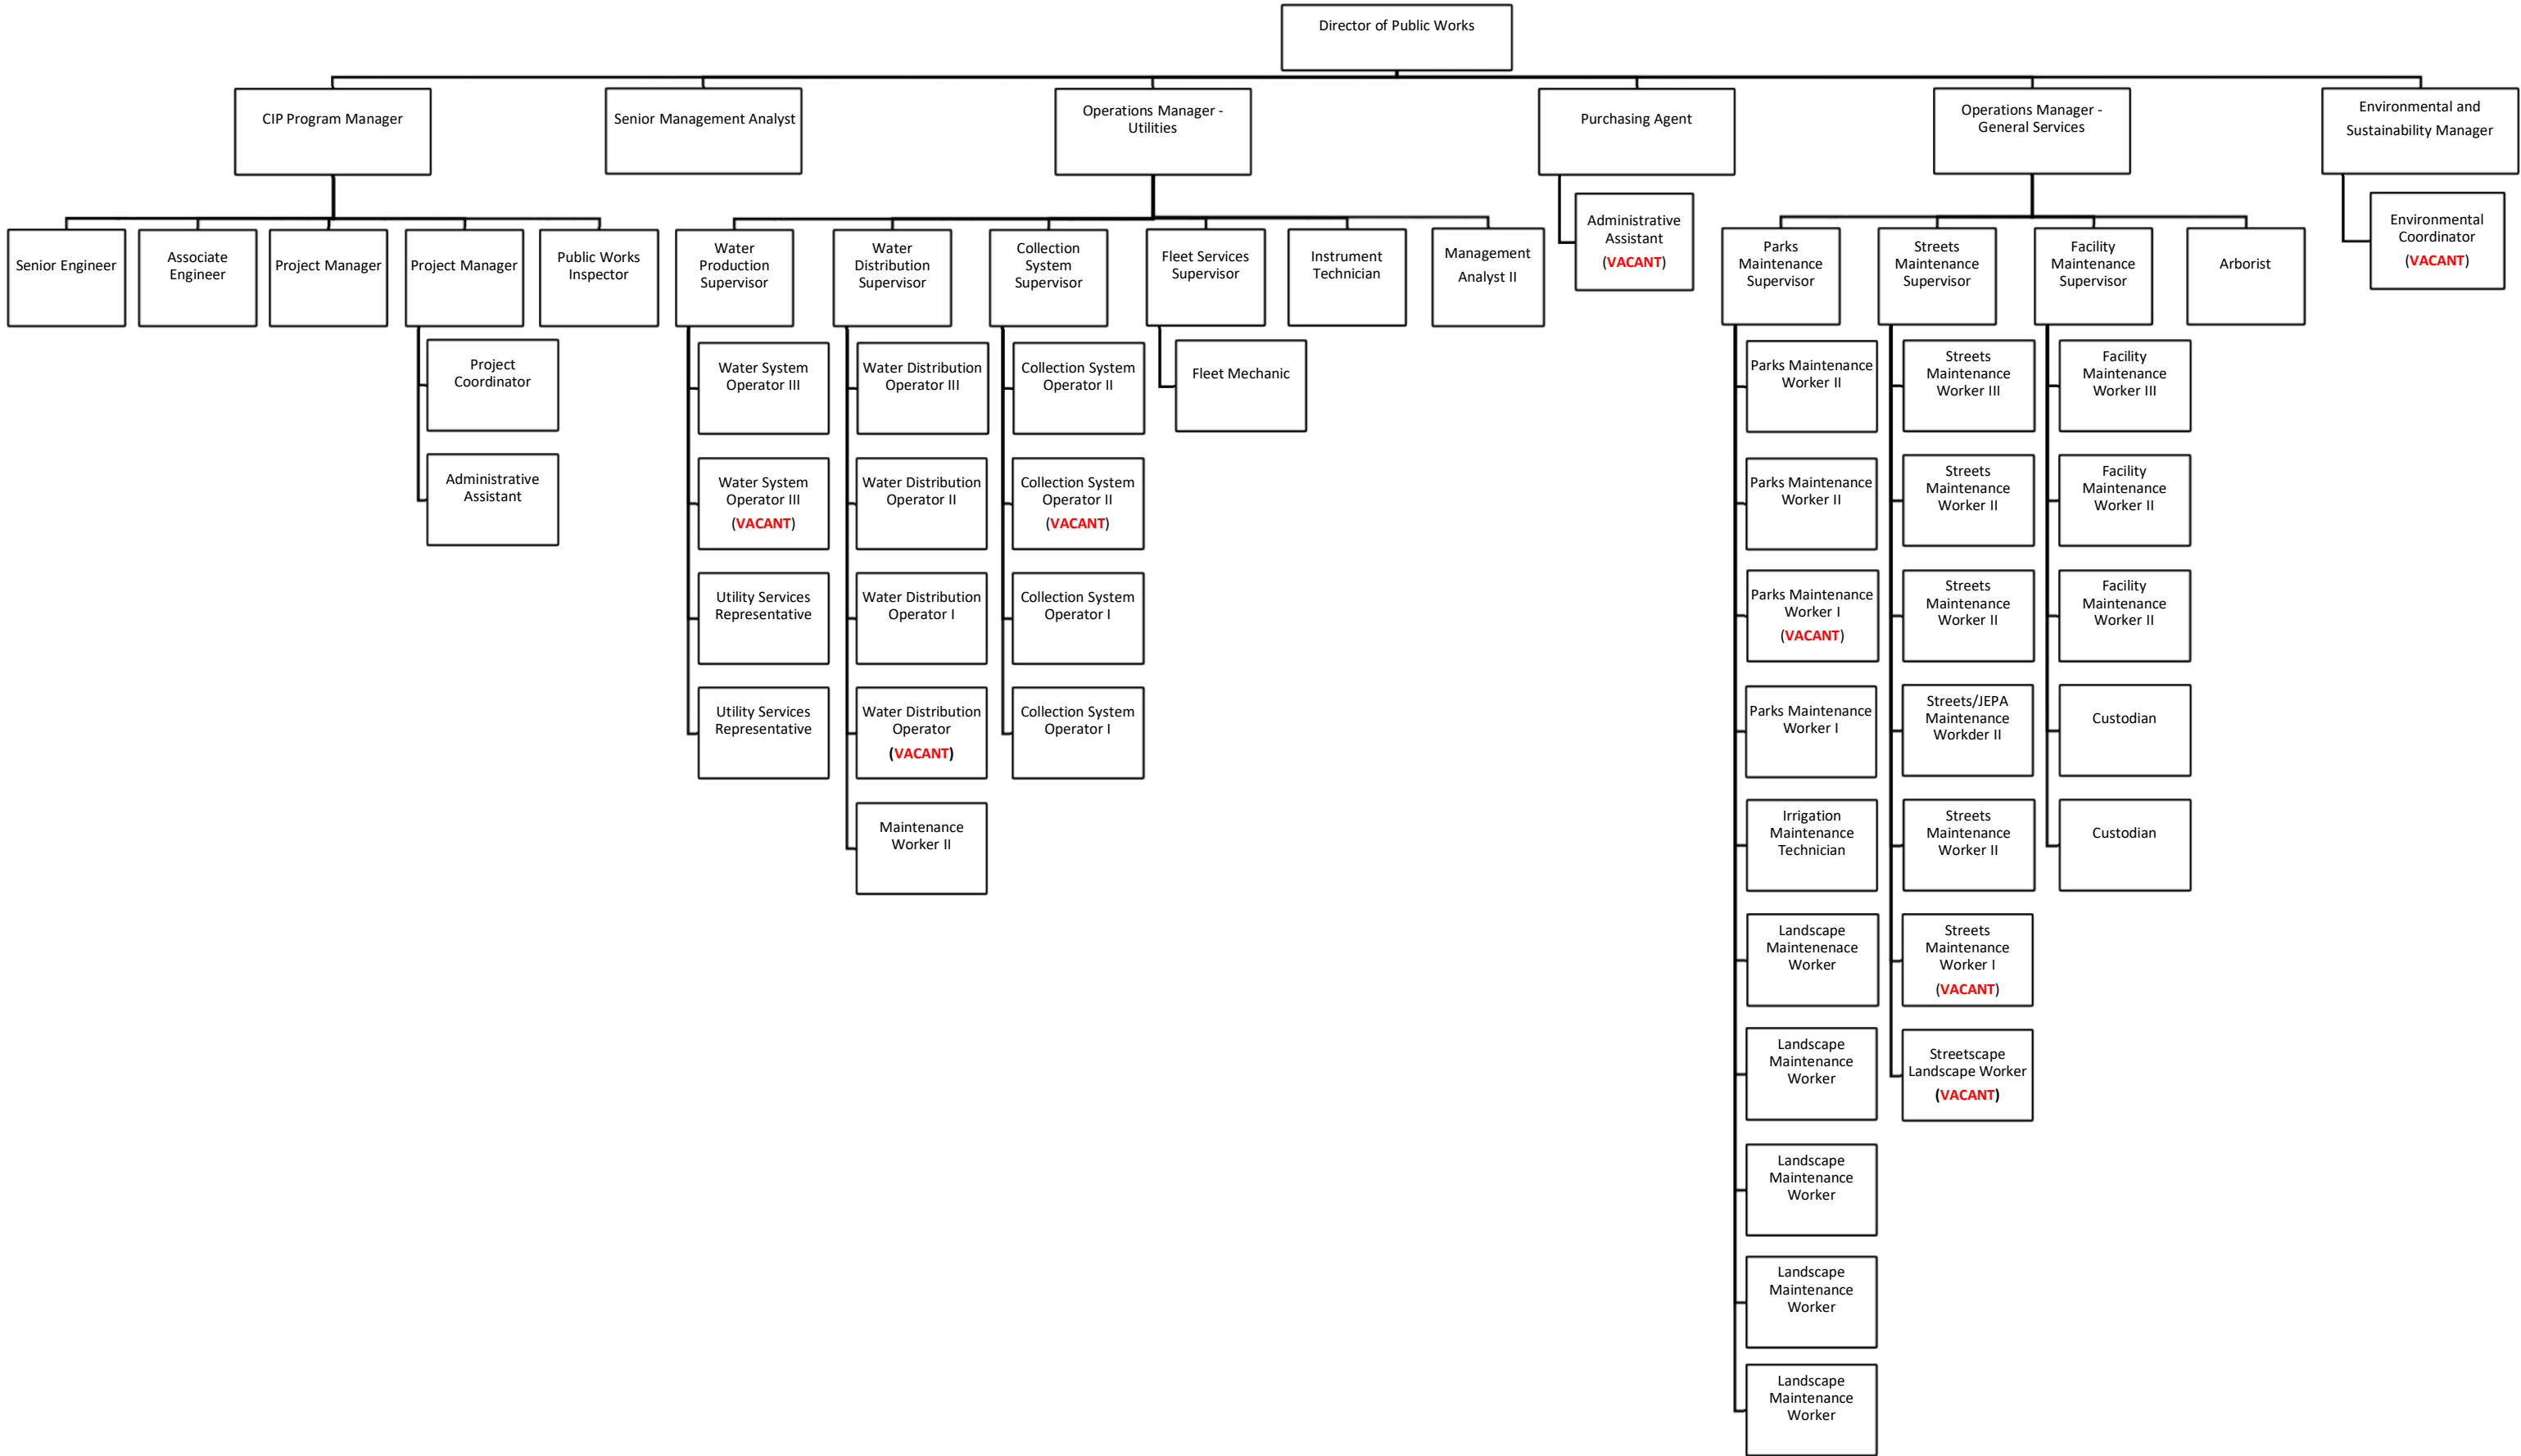 Director of Public Works
CIP Program Manager
Senior Management Analyst
Operations Manager -
Utilities
Purchasing Agent
Operations Manager -
General Services
Environmental and
Sustainability Manager
Senior Engineer
Associate
Engineer
Project Manager
Project Manager
Public Works
Inspector
Project
Coordinator
Administrative
Assistant
Water
Production
Supervisor
Water
Distribution
Supervisor
Collection
System
Supervisor
Fleet Services
Supervisor
Instrument
Technician
Management
Analyst II
Water System
Operator III
Water System
Operator III
(VACANT)
Utility Services
Representative
Utility Services
Representative
Water Distribution
Operator III
Water Distribution
Operator II
Water Distribution
Operator I
Water Distribution
Operator
(VACANT)
Maintenance
Worker II
Collection System
Operator II
Collection System
Operator II
(VACANT)
Collection System
Operator I
Collection System
Operator I
Fleet Mechanic
Administrative
Assistant
(VACANT)
Parks
Maintenance
Supervisor
Streets
Maintenance
Supervisor
Facility
Maintenance
Supervisor
Arborist
Parks Maintenance
Worker II
Parks Maintenance
Worker II
Parks Maintenance
Worker I
(VACANT)
Parks Maintenance
Worker I
Irrigation
Maintenance
Technician
Landscape
Maintenenace
Worker
Landscape
Maintenance
Worker
Landscape
Maintenance
Worker
Landscape
Maintenance
Worker
Landscape
Maintenance
Worker
Streets
Maintenance
Worker III
Streets
Maintenance
Worker II
Streets
Maintenance
Worker II
Streets/JEPA
Maintenance
Workder II
Streets
Maintenance
Worker II
Streets
Maintenance
Worker I
(VACANT)
Streetscape
Landscape Worker
(VACANT)
Facility
Maintenance
Worker III
Facility
Maintenance
Worker II
Facility
Maintenance
Worker II
Custodian
Custodian
Environmental
Coordinator
(VACANT)